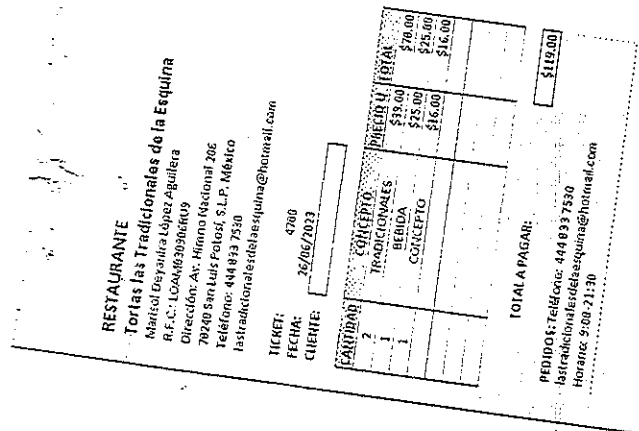 RESTAURANTE
Tortas las Tradicionales de la Esquina
Marisol Deyanira López Aguilera
R.F.C.: LOAM030906RU9
Dirección: Av. Himno Nacional 206
78240 San Luis Potosí, S.L.P. México
Teléfono: 444 833 7530
lastradicionalesdelaesquina@hotmail.com
TICKET: 4200
FECHA: 26/06/2023
CLIENTE:
CANTIDAD CONCEPTO PRECIO U TOTAL
2 TRADICIONALES $39.00 $78.00
1 BEBIDA $25.00 $25.00
1 CONCEPTO $16.00 $16.00
TOTAL A PAGAR: $119.00
PEDIDOS: Teléfono: 444 833 7530
lastradicionalesdelaesquina@hotmail.com
Horario: 9:00-21:30